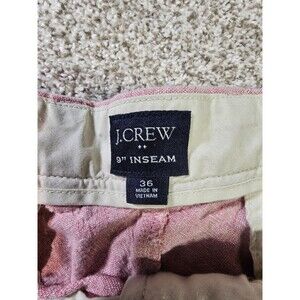 J.CREW
++
9" INSEAM
36
MADE IN
VIETNAM